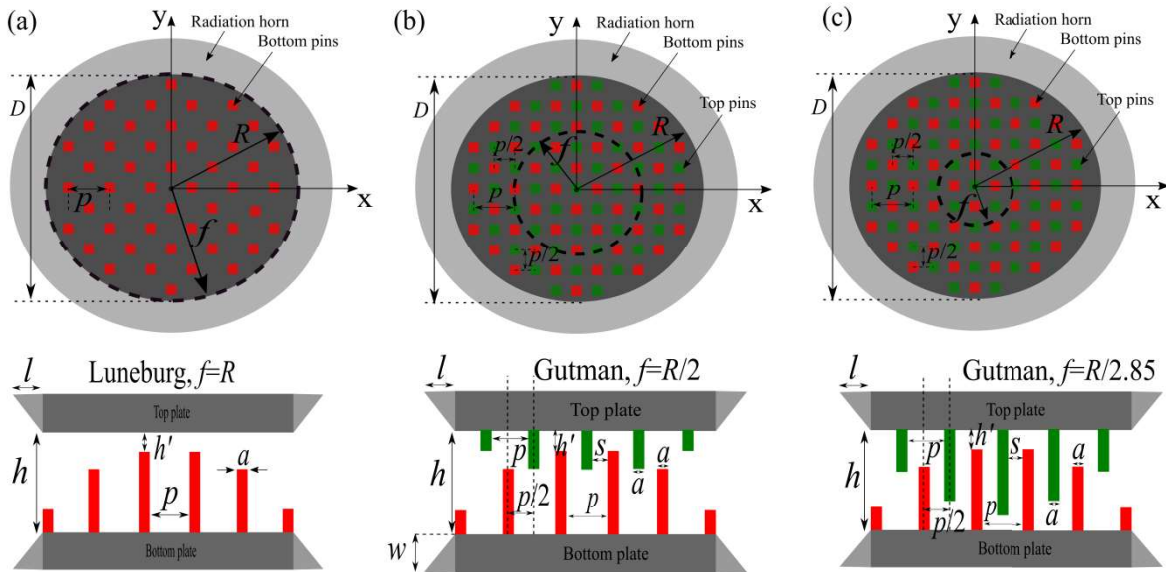 (a)
y
Radiation horn
Bottom pins
D
R
p
f
x
(b)
y
Radiation horn
Bottom pins
Top pins
D
R
p/2
f
p
p/2
x
(c)
y
Radiation horn
Bottom pins
Top pins
D
R
p/2
p
f
p/2
x
l
Luneburg, f=R
Top plate
h
h'
a
p
Bottom plate
l
Gutman, f=R/2
Top plate
h
p
h'
s
a
p/2
p
a
w
Bottom plate
l
Gutman, f=R/2.85
Top plate
h
p
h'
s
a
p/2
p
a
Bottom plate